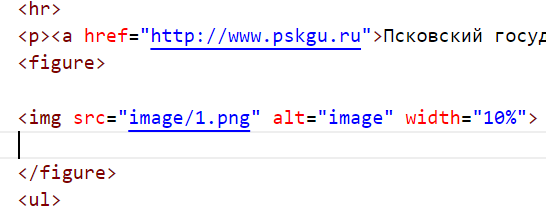 <hr>
<p><a href="http://www.pskgu.ru">Псковский госуд
<figure>
<img src="image/1.png" alt="image" width="10%">
</figure>
<ul>